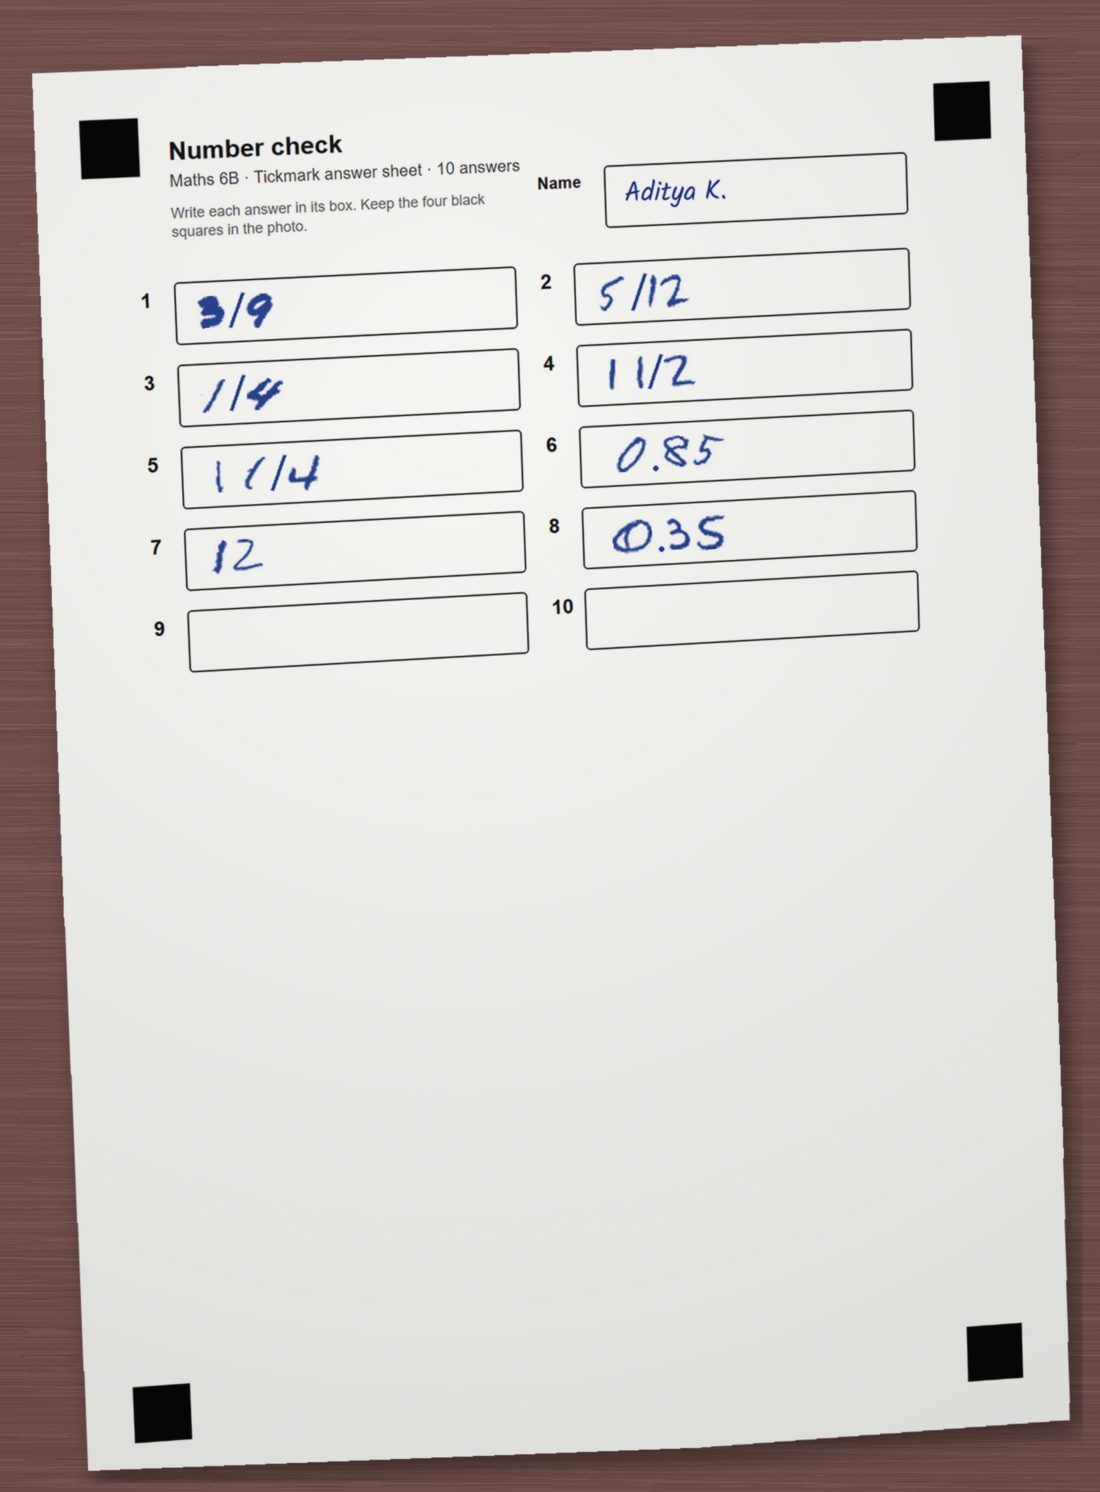 Number check
Maths 6B · Tickmark answer sheet · 10 answers
Write each answer in its box. Keep the four black
squares in the photo.
Name
Aditya K.
1 3/9
2 5/12
3 1/4
4 1 1/2
5 1 1/4
6 0.85
7 12
8 0.35
9
10